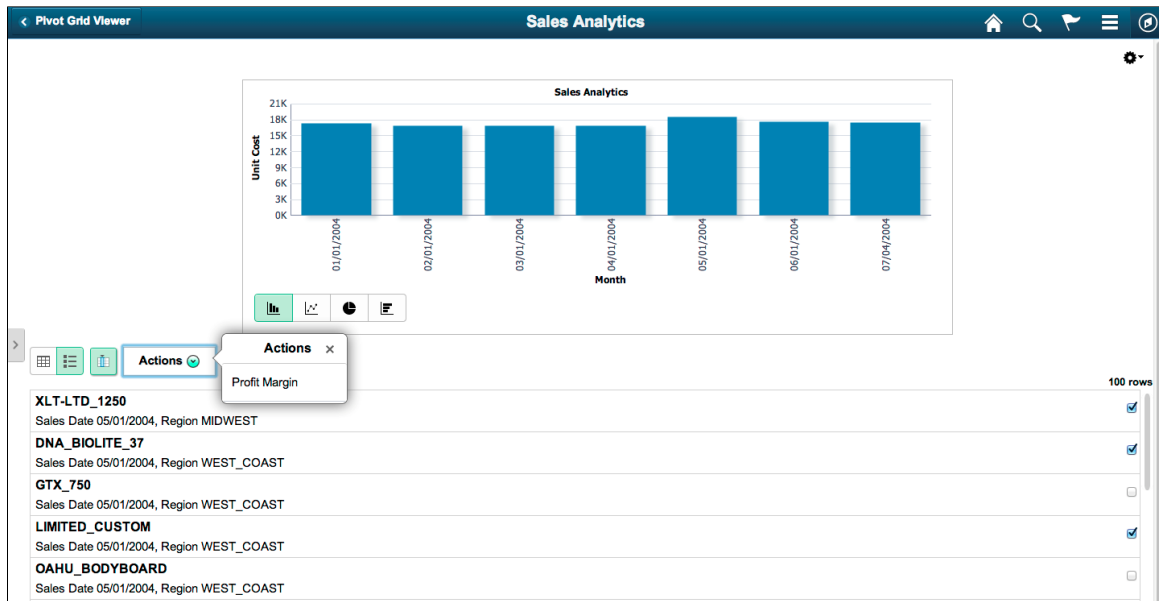 Pivot Grid Viewer
Sales Analytics
Sales Analytics
21K
18K
15K
12K
9K
6K
3K
0K
Unit Cost
01/01/2004
02/01/2004
03/01/2004
04/01/2004
05/01/2004
06/01/2004
07/04/2004
Month
Actions
Actions ×
Profit Margin
100 rows
XLT-LTD_1250
Sales Date 05/01/2004, Region MIDWEST
DNA_BIOLITE_37
Sales Date 05/01/2004, Region WEST_COAST
GTX_750
Sales Date 05/01/2004, Region WEST_COAST
LIMITED_CUSTOM
Sales Date 05/01/2004, Region WEST_COAST
OAHU_BODYBOARD
Sales Date 05/01/2004, Region WEST_COAST